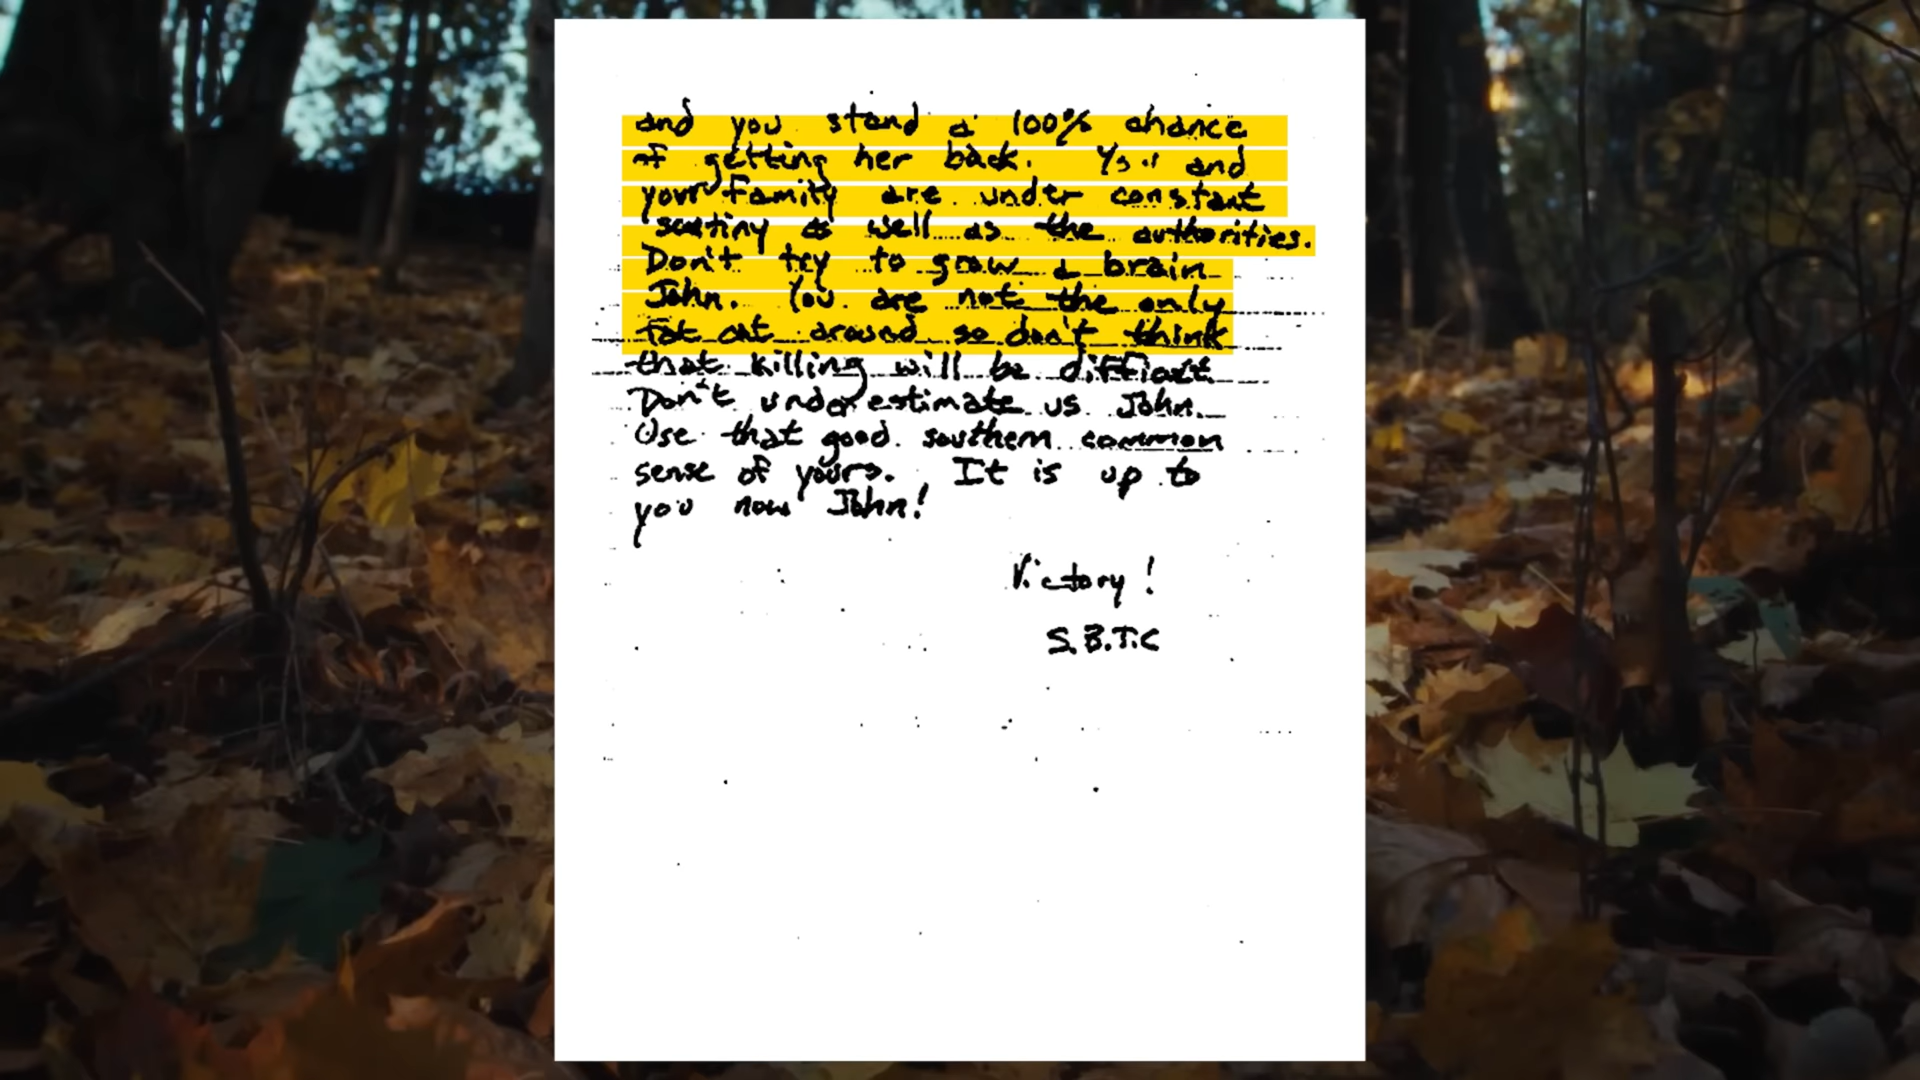 and you stand a 100% chance
of getting her back. You and
your family are under constant
scutiny as well as the authorities.
Don't try to grow a brain
John. You are not the only
fat cat around so don't think
that killing will be difficult.
Don't underestimate us John.
Use that good southern common
sense of yours. It is up to
you now John!
Victory!
S.B.T.C